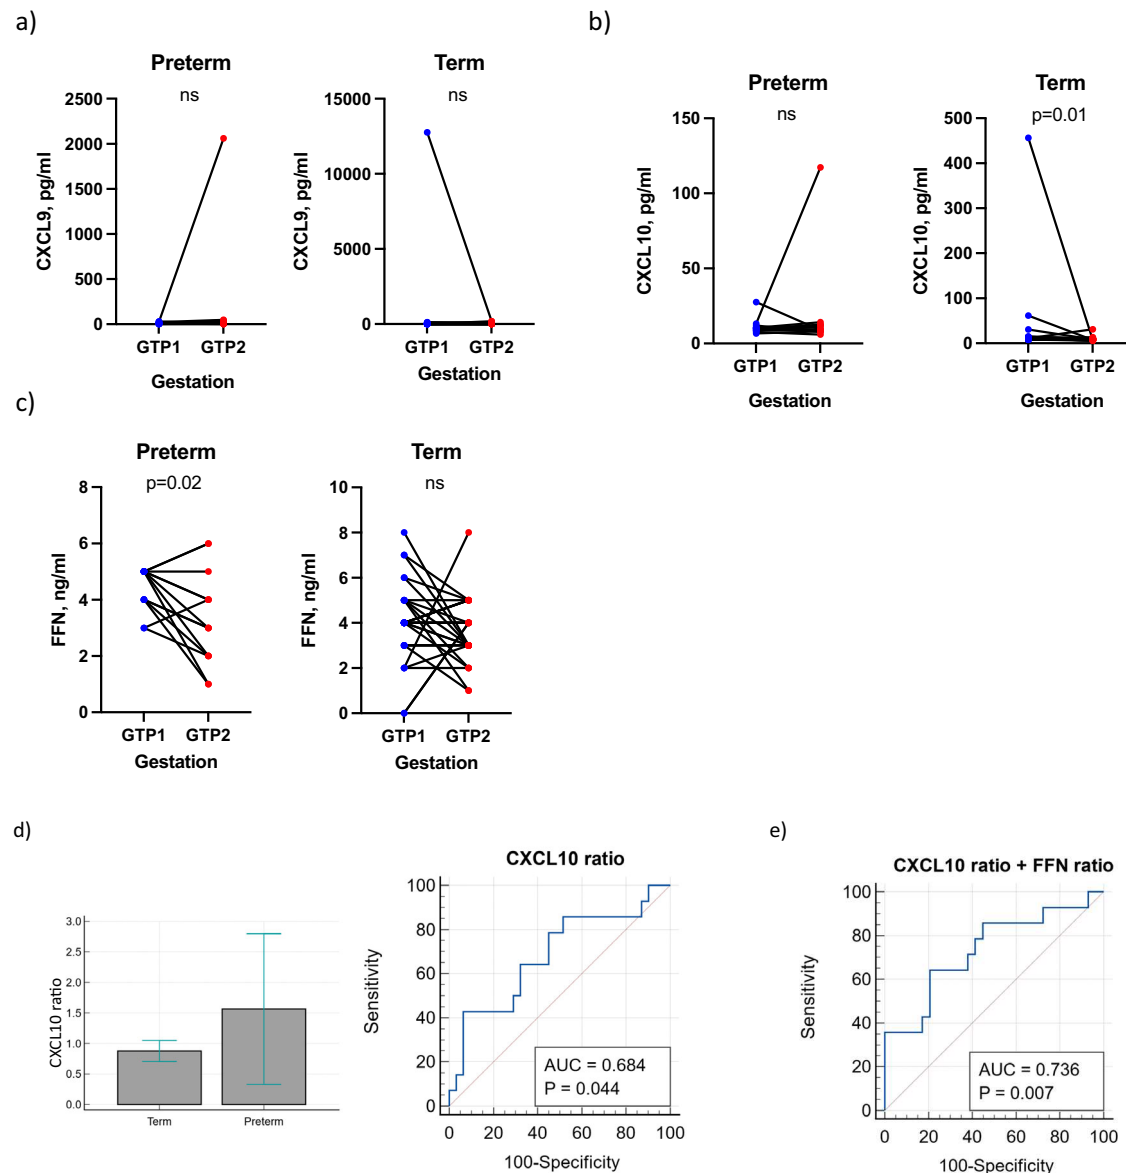 a)
Preterm
ns
2500
2000
1500
1000
500
0
CXCL9, pg/ml
GTP1 GTP2
Gestation
Term
ns
15000
10000
5000
0
CXCL9, pg/ml
GTP1 GTP2
Gestation
b)
Preterm
ns
150
100
50
0
CXCL10, pg/ml
GTP1 GTP2
Gestation
Term
p=0.01
500
400
300
200
100
0
CXCL10, pg/ml
GTP1 GTP2
Gestation
c)
Preterm
p=0.02
8
6
4
2
0
FFN, ng/ml
GTP1 GTP2
Gestation
Term
ns
10
8
6
4
2
0
FFN, ng/ml
GTP1 GTP2
Gestation
d)
3.0
2.5
2.0
1.5
1.0
0.5
0.0
CXCL10 ratio
Term Preterm
CXCL10 ratio
100
80
60
40
20
0
Sensitivity
AUC = 0.684
P = 0.044
0 20 40 60 80 100
100-Specificity
e)
CXCL10 ratio + FFN ratio
100
80
60
40
20
0
Sensitivity
AUC = 0.736
P = 0.007
0 20 40 60 80 100
100-Specificity